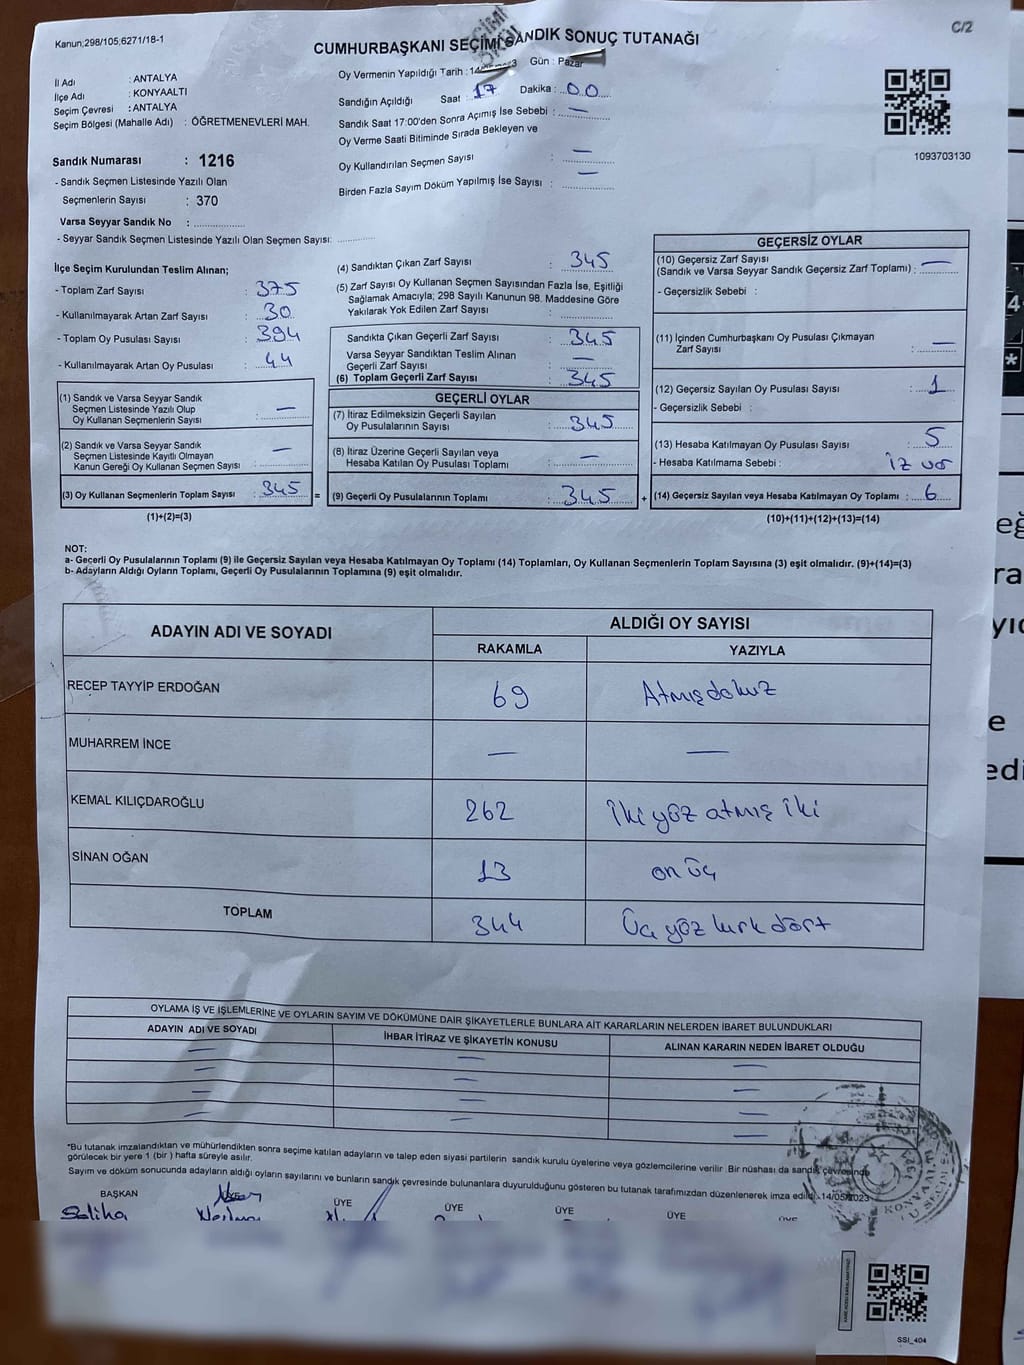 Kanun,298/105,6271/18-1
C/2
CUMHURBAŞKANI SEÇİMİ SANDIK SONUÇ TUTANAĞI
İl Adı : ANTALYA
İlçe Adı : KONYAALTI
Seçim Çevresi : ANTALYA
Seçim Bölgesi (Mahalle Adı) : ÖĞRETMENEVLERİ MAH.
Sandık Numarası : 1216
- Sandık Seçmen Listesinde Yazılı Olan
Seçmenlerin Sayısı : 370
Varsa Seyyar Sandık No :
- Seyyar Sandık Seçmen Listesinde Yazılı Olan Seçmen Sayısı:
Oy Vermenin Yapıldığı Tarih : Gün : Pazar
Sandığın Açıldığı Saat : 17 Dakika : 00
Sandık Saat 17:00'den Sonra Açımış İse Sebebi : —
Oy Verme Saati Bitiminde Sırada Bekleyen ve
Oy Kullandırılan Seçmen Sayısı : —
Birden Fazla Sayım Döküm Yapılmış İse Sayısı : —
1093703130
İlçe Seçim Kurulundan Teslim Alınan;
- Toplam Zarf Sayısı : 375
- Kullanılmayarak Artan Zarf Sayısı : 30
- Toplam Oy Pusulası Sayısı : 394
- Kullanılmayarak Artan Oy Pusulası : 44
(1) Sandık ve Varsa Seyyar Sandık
Seçmen Listesinde Yazılı Olup
Oy Kullanan Seçmenlerin Sayısı : —
(2) Sandık ve Varsa Seyyar Sandık
Seçmen Listesinde Kayıtlı Olmayan
Kanun Gereği Oy Kullanan Seçmen Sayısı : —
(3) Oy Kullanan Seçmenlerin Toplam Sayısı : 345 =
(1)+(2)=(3)
(4) Sandıktan Çıkan Zarf Sayısı : 345
(5) Zarf Sayısı Oy Kullanan Seçmen Sayısından Fazla İse, Eşitliği
Sağlamak Amacıyla; 298 Sayılı Kanunun 98. Maddesine Göre
Yakılarak Yok Edilen Zarf Sayısı :
Sandıkta Çıkan Geçerli Zarf Sayısı : 345
Varsa Seyyar Sandıktan Teslim Alınan
Geçerli Zarf Sayısı : —
(6) Toplam Geçerli Zarf Sayısı : 345
GEÇERLİ OYLAR
(7) İtiraz Edilmeksizin Geçerli Sayılan
Oy Pusulalarının Sayısı : 345
(8) İtiraz Üzerine Geçerli Sayılan veya
Hesaba Katılan Oy Pusulası Toplamı : —
(9) Geçerli Oy Pusulalarının Toplamı : 345 +
GEÇERSİZ OYLAR
(10) Geçersiz Zarf Sayısı
(Sandık ve Varsa Seyyar Sandık Geçersiz Zarf Toplamı) : —
- Geçersizlik Sebebi :
(11) İçinden Cumhurbaşkanı Oy Pusulası Çıkmayan
Zarf Sayısı : —
(12) Geçersiz Sayılan Oy Pusulası Sayısı : 1
- Geçersizlik Sebebi :
(13) Hesaba Katılmayan Oy Pusulası Sayısı : 5
- Hesaba Katılmama Sebebi : İz var
(14) Geçersiz Sayılan veya Hesaba Katılmayan Oy Toplamı : 6
(10)+(11)+(12)+(13)=(14)
NOT:
a- Geçerli Oy Pusulalarının Toplamı (9) ile Geçersiz Sayılan veya Hesaba Katılmayan Oy Toplamı (14) Toplamları, Oy Kullanan Seçmenlerin Toplam Sayısına (3) eşit olmalıdır. (9)+(14)=(3)
b- Adayların Aldığı Oyların Toplamı, Geçerli Oy Pusulalarının Toplamına (9) eşit olmalıdır.
ADAYIN ADI VE SOYADI ALDIĞI OY SAYISI
RAKAMLA YAZIYLA
RECEP TAYYİP ERDOĞAN 69 Atmışdokuz
MUHARREM İNCE — —
KEMAL KILIÇDAROĞLU 262 İki yüz atmış iki
SİNAN OĞAN 13 on üç
TOPLAM 344 Üç yüz kırk dört
OYLAMA İŞ VE İŞLEMLERİNE VE OYLARIN SAYIM VE DÖKÜMÜNE DAİR ŞİKAYETLERLE BUNLARA AİT KARARLARIN NELERDEN İBARET BULUNDUKLARI
ADAYIN ADI VE SOYADI İHBAR İTİRAZ VE ŞİKAYETİN KONUSU ALINAN KARARIN NEDEN İBARET OLDUĞU
*Bu tutanak imzalandıktan ve mühürlendikten sonra seçime katılan adayların ve talep eden siyasi partilerin sandık kurulu üyelerine veya gözlemcilerine verilir. Bir nüshası da sandık çevresinde
görülecek bir yere 1 (bir ) hafta süreyle asılır.
Sayım ve döküm sonucunda adayların aldığı oyların sayılarını ve bunların sandık çevresinde bulunanlara duyurulduğunu gösteren bu tutanak tarafımızdan düzenlenerek imza edildi. 14/05/2023
BAŞKAN ÜYE ÜYE ÜYE ÜYE
Saliha
SSİ_404